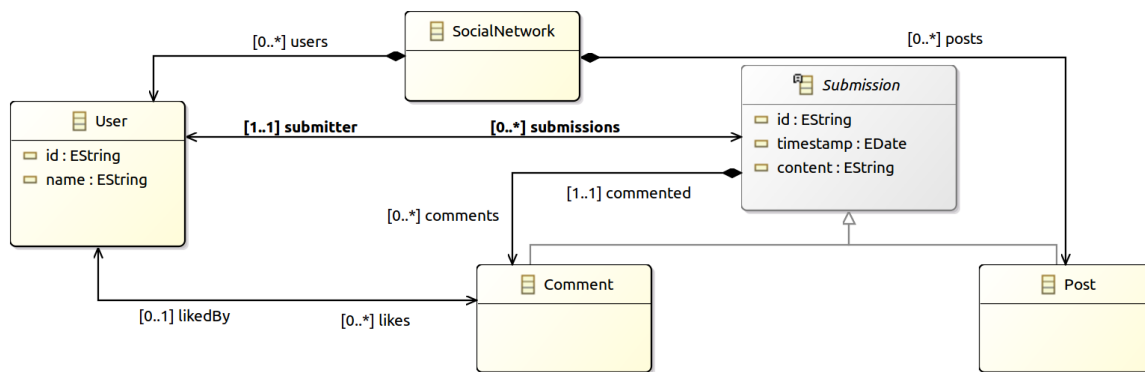 SocialNetwork
[0..*] users
[0..*] posts
Submission
id : EString
timestamp : EDate
content : EString
User
id : EString
name : EString
[1..1] submitter
[0..*] submissions
[1..1] commented
[0..*] comments
Comment
Post
[0..1] likedBy
[0..*] likes